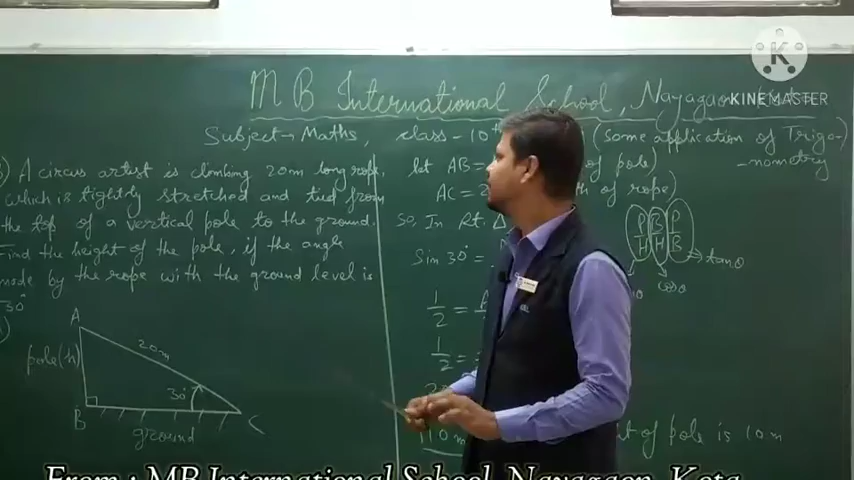 KINEMASTER
M B International School, Nayagaon
Subject → Maths, class - 10th (Some application of Trigo-
-nometry)
A circus artist is climbing 20m long rope,
which is tightly stretched and tied from
the top of a vertical pole to the ground.
Find the height of the pole, if the angle
made by the rope with the ground level is
30°
A
20m
pole(h)
30°
B
C
ground
let AB = of pole)
AC = of rope)
So, In Rt. Δ
Sin 30° =
1/2 =
1/2 =
10 m
of pole is 10m
P B P
H H B
→ tanθ
cosθ
From : MB International School, Nayagaon, Kota